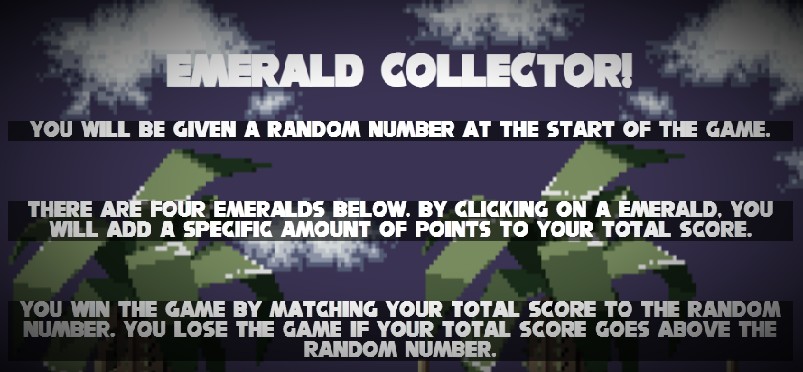 EMERALD COLLECTOR!
YOU WILL BE GIVEN A RANDOM NUMBER AT THE START OF THE GAME.
THERE ARE FOUR EMERALDS BELOW. BY CLICKING ON A EMERALD, YOU
WILL ADD A SPECIFIC AMOUNT OF POINTS TO YOUR TOTAL SCORE.
YOU WIN THE GAME BY MATCHING YOUR TOTAL SCORE TO THE RANDOM
NUMBER. YOU LOSE THE GAME IF YOUR TOTAL SCORE GOES ABOVE THE
RANDOM NUMBER.